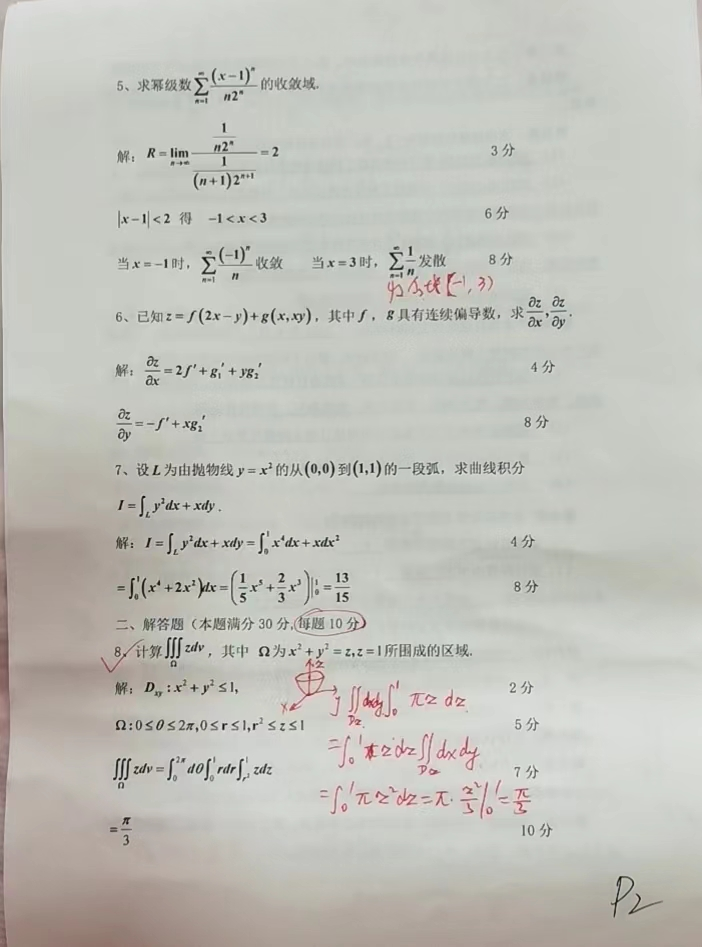 5、求幂级数 $\sum_{n=1}^{\infty}\frac{(x-1)^n}{n2^n}$ 的收敛域.
解: $R=\lim_{n\to\infty}\frac{\frac{1}{n2^n}}{\frac{1}{(n+1)2^{n+1}}}=2$ 3分
$|x-1|<2$ 得 $-1<x<3$ 6分
当 $x=-1$ 时, $\sum_{n=1}^{\infty}\frac{(-1)^n}{n}$ 收敛 当 $x=3$ 时, $\sum_{n=1}^{\infty}\frac{1}{n}$ 发散 8分
[-1, 3)
6、已知 $z=f(2x-y)+g(x,xy)$, 其中 $f$, $g$ 具有连续偏导数, 求 $\frac{\partial z}{\partial x},\frac{\partial z}{\partial y}$.
解: $\frac{\partial z}{\partial x}=2f'+g_1'+yg_2'$ 4分
$\frac{\partial z}{\partial y}=-f'+xg_2'$ 8分
7、设 $L$ 为由抛物线 $y=x^2$ 的从 $(0,0)$ 到 $(1,1)$ 的一段弧, 求曲线积分
$I=\int_L y^2dx+xdy$.
解: $I=\int_L y^2dx+xdy=\int_0^1 x^4dx+xdx^2$ 4分
$=\int_0^1(x^4+2x^2)dx=\left(\frac{1}{5}x^5+\frac{2}{3}x^3\right)|_0^1=\frac{13}{15}$ 8分
二、解答题(本题满分30分,每题10分)
8、计算 $\iiint_\Omega zdv$, 其中 $\Omega$ 为 $x^2+y^2=z,z=1$ 所围成的区域.
z
x
y
解: $D_{xy}:x^2+y^2\le 1,$ 2分
$\iint_{Dz}dxdy\int_0^1 \pi z\,dz$
$\Omega:0\le\theta\le 2\pi,0\le r\le 1,r^2\le z\le 1$ 5分
$=\int_0^1 zdz\iint_{Dz}dxdy$
$\iiint_\Omega zdv=\int_0^{2\pi}d\theta\int_0^1 rdr\int_{r^2}^1 zdz$ 7分
$=\int_0^1\pi z^2dz=\pi\cdot\frac{z^3}{3}|_0^1=\frac{\pi}{3}$
$=\frac{\pi}{3}$ 10分
P2